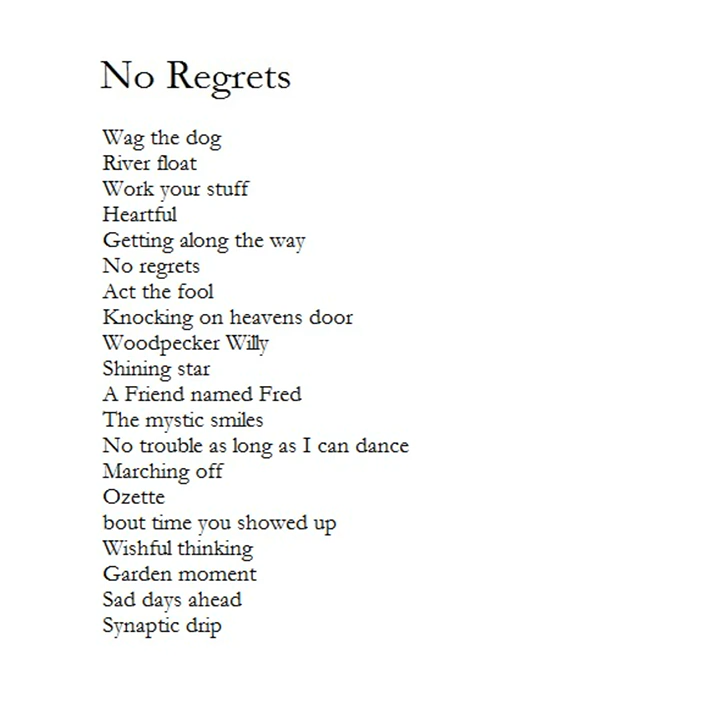 No Regrets
Wag the dog
River float
Work your stuff
Heartful
Getting along the way
No regrets
Act the fool
Knocking on heavens door
Woodpecker Willy
Shining star
A Friend named Fred
The mystic smiles
No trouble as long as I can dance
Marching off
Ozette
bout time you showed up
Wishful thinking
Garden moment
Sad days ahead
Synaptic drip